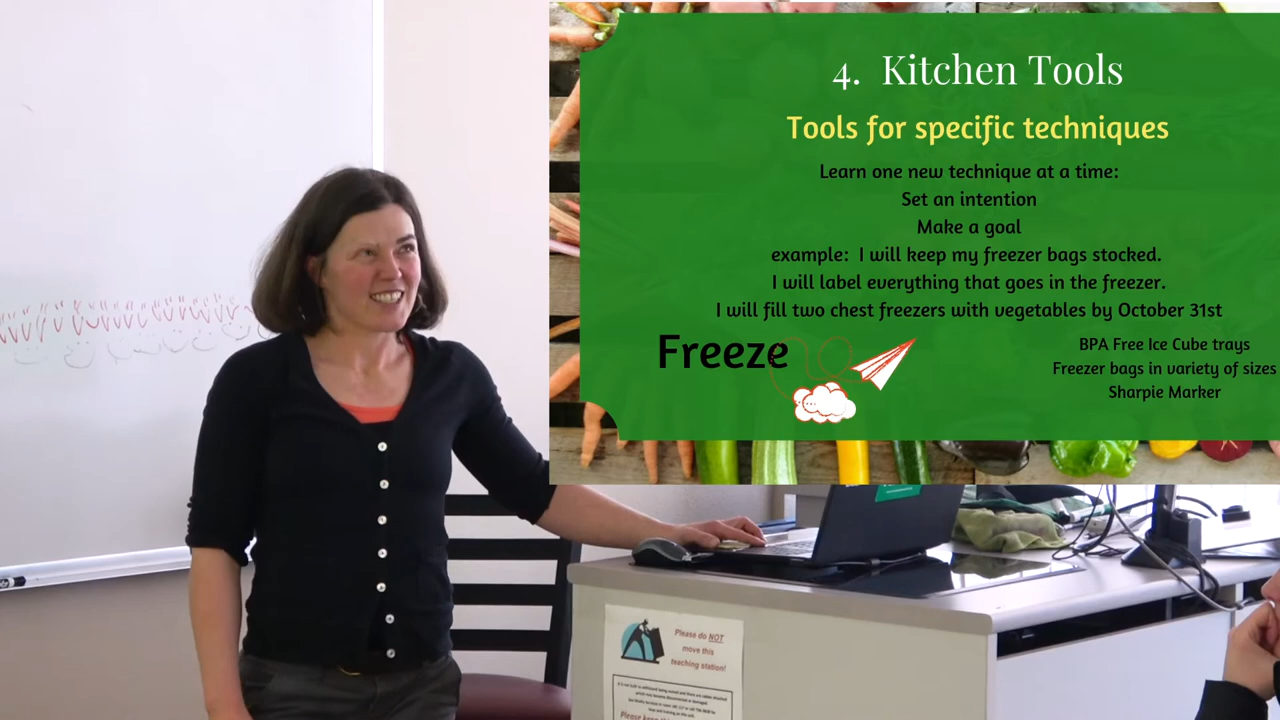 4. Kitchen Tools
Tools for specific techniques
Learn one new technique at a time:
Set an intention
Make a goal
example: I will keep my freezer bags stocked.
I will label everything that goes in the freezer.
I will fill two chest freezers with vegetables by October 31st
Freeze
BPA Free Ice Cube trays
Freezer bags in variety of sizes
Sharpie Marker
Please do NOT
move this
teaching station!